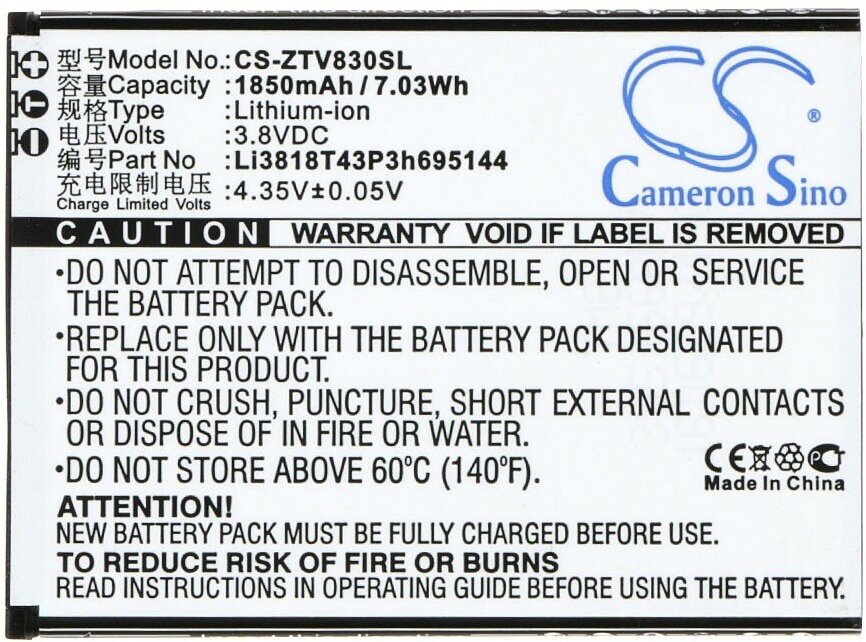 型号Model No.:CS-ZTV830SL
容量Capacity :1850mAh / 7.03Wh
规格Type :Lithium-ion
电压Volts :3.8VDC
编号Part No :Li3818T43P3h695144
充电限制电压 :4.35V±0.05V
Charge Limited Volts
®
Cameron Sino
CAUTION WARRANTY VOID IF LABEL IS REMOVED
•DO NOT ATTEMPT TO DISASSEMBLE, OPEN OR SERVICE
THE BATTERY PACK.
•REPLACE ONLY WITH THE BATTERY PACK DESIGNATED
FOR THIS PRODUCT.
•DO NOT CRUSH, PUNCTURE, SHORT EXTERNAL CONTACTS
OR DISPOSE OF IN FIRE OR WATER.
•DO NOT STORE ABOVE 60°C (140°F).
CE
Made In China
ATTENTION!
NEW BATTERY PACK MUST BE FULLY CHARGED BEFORE USE.
TO REDUCE RISK OF FIRE OR BURNS
READ INSTRUCTIONS IN OPERATING GUIDE BEFORE USING THE BATTERY.